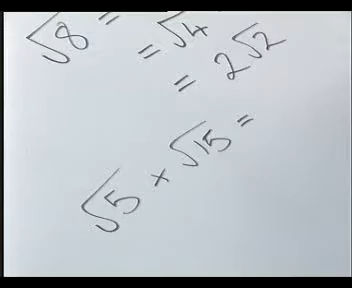 √8 =
= √4
= 2√2
√5 × √15 =